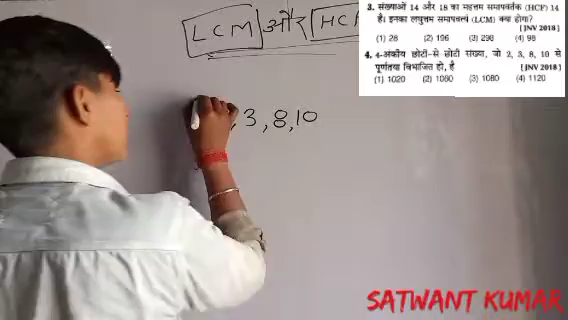 LCM और HCF
, 3, 8, 10
3. संख्याओं 14 और 18 का महत्तम समापवर्तक (HCF) 14
है। इनका लघुत्तम समापवर्त्य (LCM) क्या होगा?
[JNV 2018]
(1) 28 (2) 196 (3) 298 (4) 98
4. 4-अंकीय छोटी-से छोटी संख्या, जो 2, 3, 8, 10 से
पूर्णतया विभाजित हो, है [JNV 2018]
(1) 1020 (2) 1060 (3) 1080 (4) 1120
SATWANT KUMAR